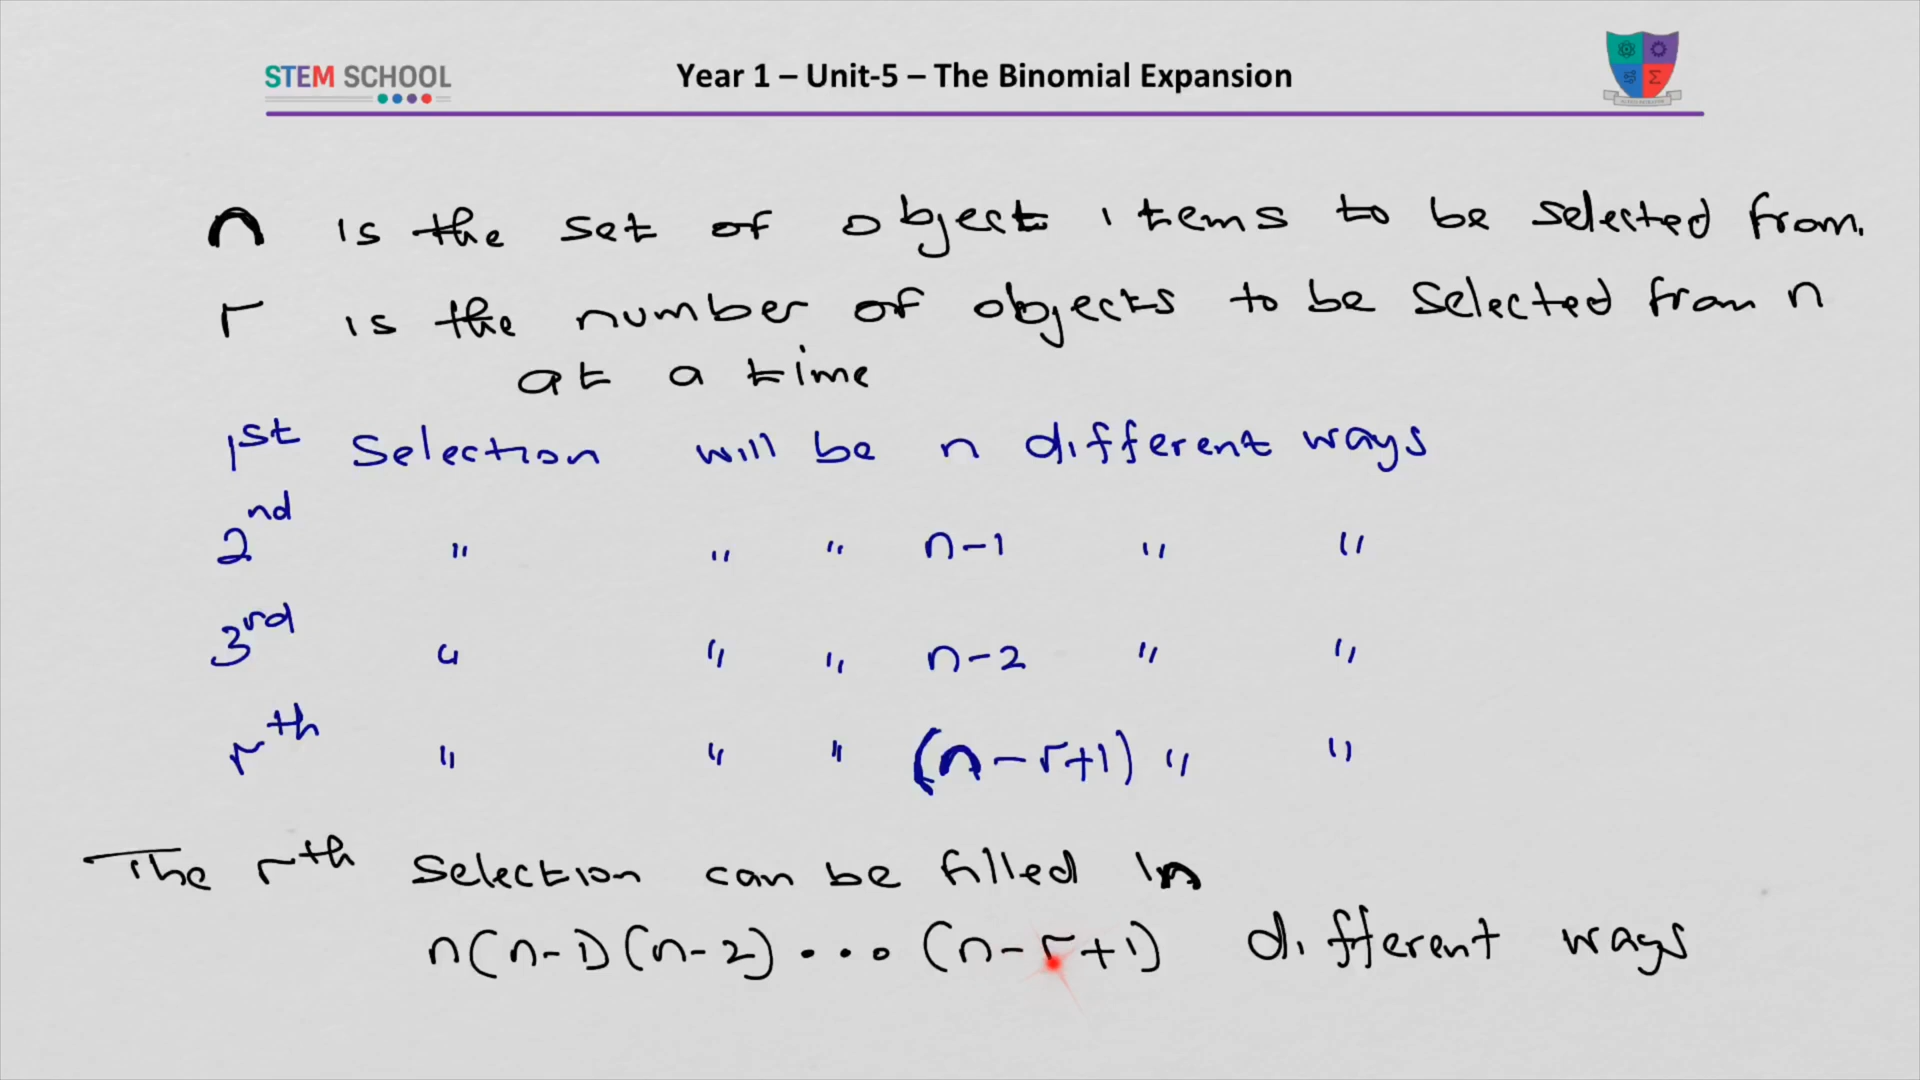 STEM SCHOOL
Year 1 – Unit-5 – The Binomial Expansion
n is the set of object items to be selected from.
r is the number of objects to be selected from n
at a time
1st Selection will be n different ways
2nd " " " n-1 " "
3rd " " " n-2 " "
rth " " " (n-r+1) " "
The rth Selection can be filled in
n(n-1)(n-2)...(n-r+1) different ways